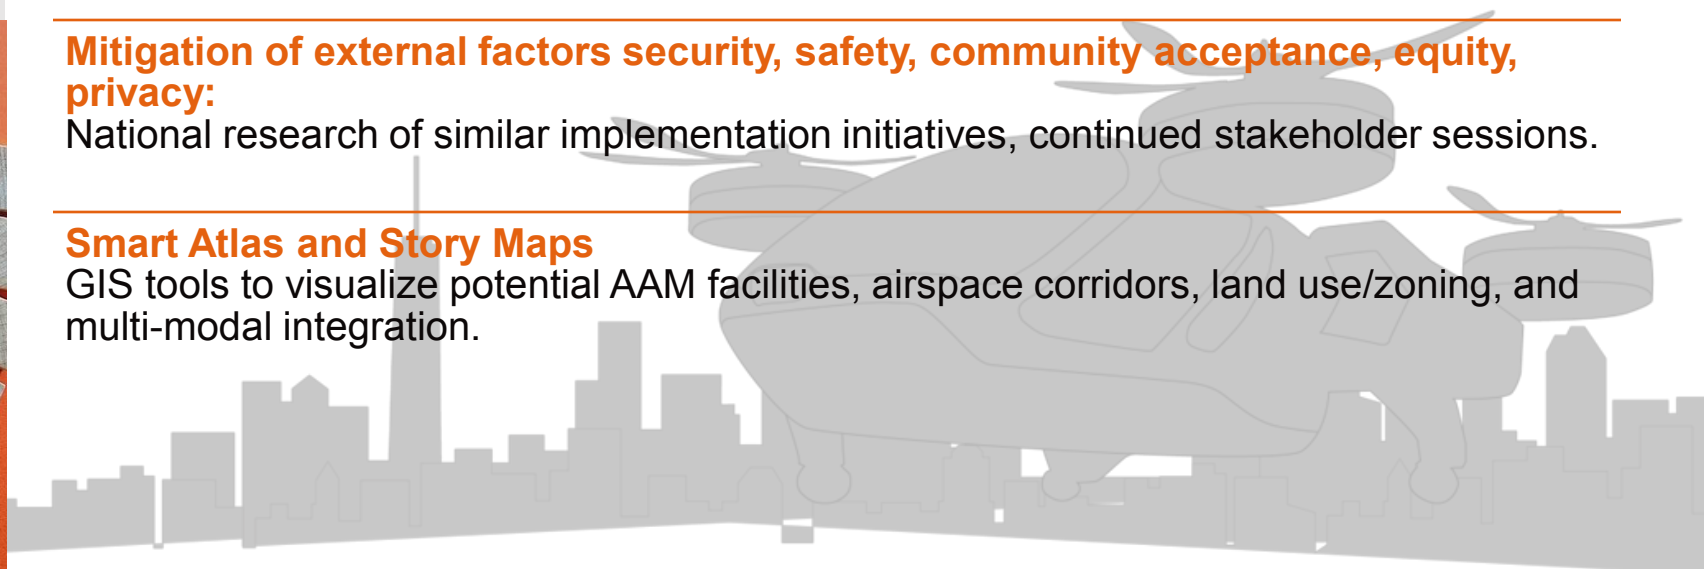 Mitigation of external factors security, safety, community acceptance, equity,
privacy:
National research of similar implementation initiatives, continued stakeholder sessions.
Smart Atlas and Story Maps
GIS tools to visualize potential AAM facilities, airspace corridors, land use/zoning, and
multi-modal integration.